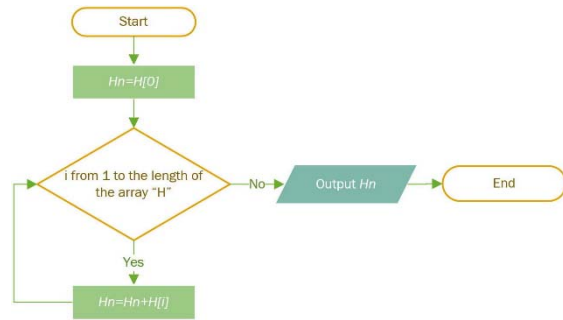 Start
Hn=H[0]
i from 1 to the length of
the array "H"
No
Output Hn
End
Yes
Hn=Hn+H[i]